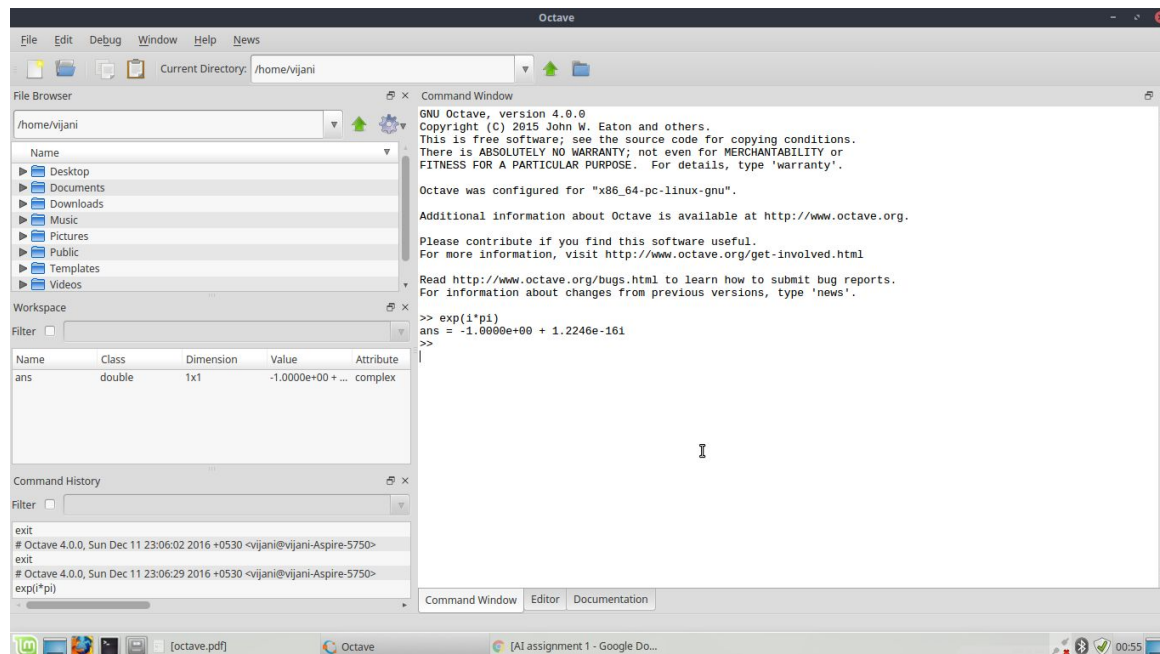 Octave
File Edit Debug Window Help News
Current Directory: /home/vijani
File Browser
/home/vijani
Name
Desktop
Documents
Downloads
Music
Pictures
Public
Templates
Videos
Workspace
Filter
Name Class Dimension Value Attribute
ans double 1x1 -1.0000e+00 + ... complex
Command History
Filter
exit
# Octave 4.0.0, Sun Dec 11 23:06:02 2016 +0530 <vijani@vijani-Aspire-5750>
exit
# Octave 4.0.0, Sun Dec 11 23:06:29 2016 +0530 <vijani@vijani-Aspire-5750>
exp(i*pi)
Command Window
GNU Octave, version 4.0.0
Copyright (C) 2015 John W. Eaton and others.
This is free software; see the source code for copying conditions.
There is ABSOLUTELY NO WARRANTY; not even for MERCHANTABILITY or
FITNESS FOR A PARTICULAR PURPOSE.  For details, type 'warranty'.
Octave was configured for "x86_64-pc-linux-gnu".
Additional information about Octave is available at http://www.octave.org.
Please contribute if you find this software useful.
For more information, visit http://www.octave.org/get-involved.html
Read http://www.octave.org/bugs.html to learn how to submit bug reports.
For information about changes from previous versions, type 'news'.
>> exp(i*pi)
ans = -1.0000e+00 + 1.2246e-16i
>>
Command Window Editor Documentation
[octave.pdf] Octave [AI assignment 1 - Google Do... 00:55